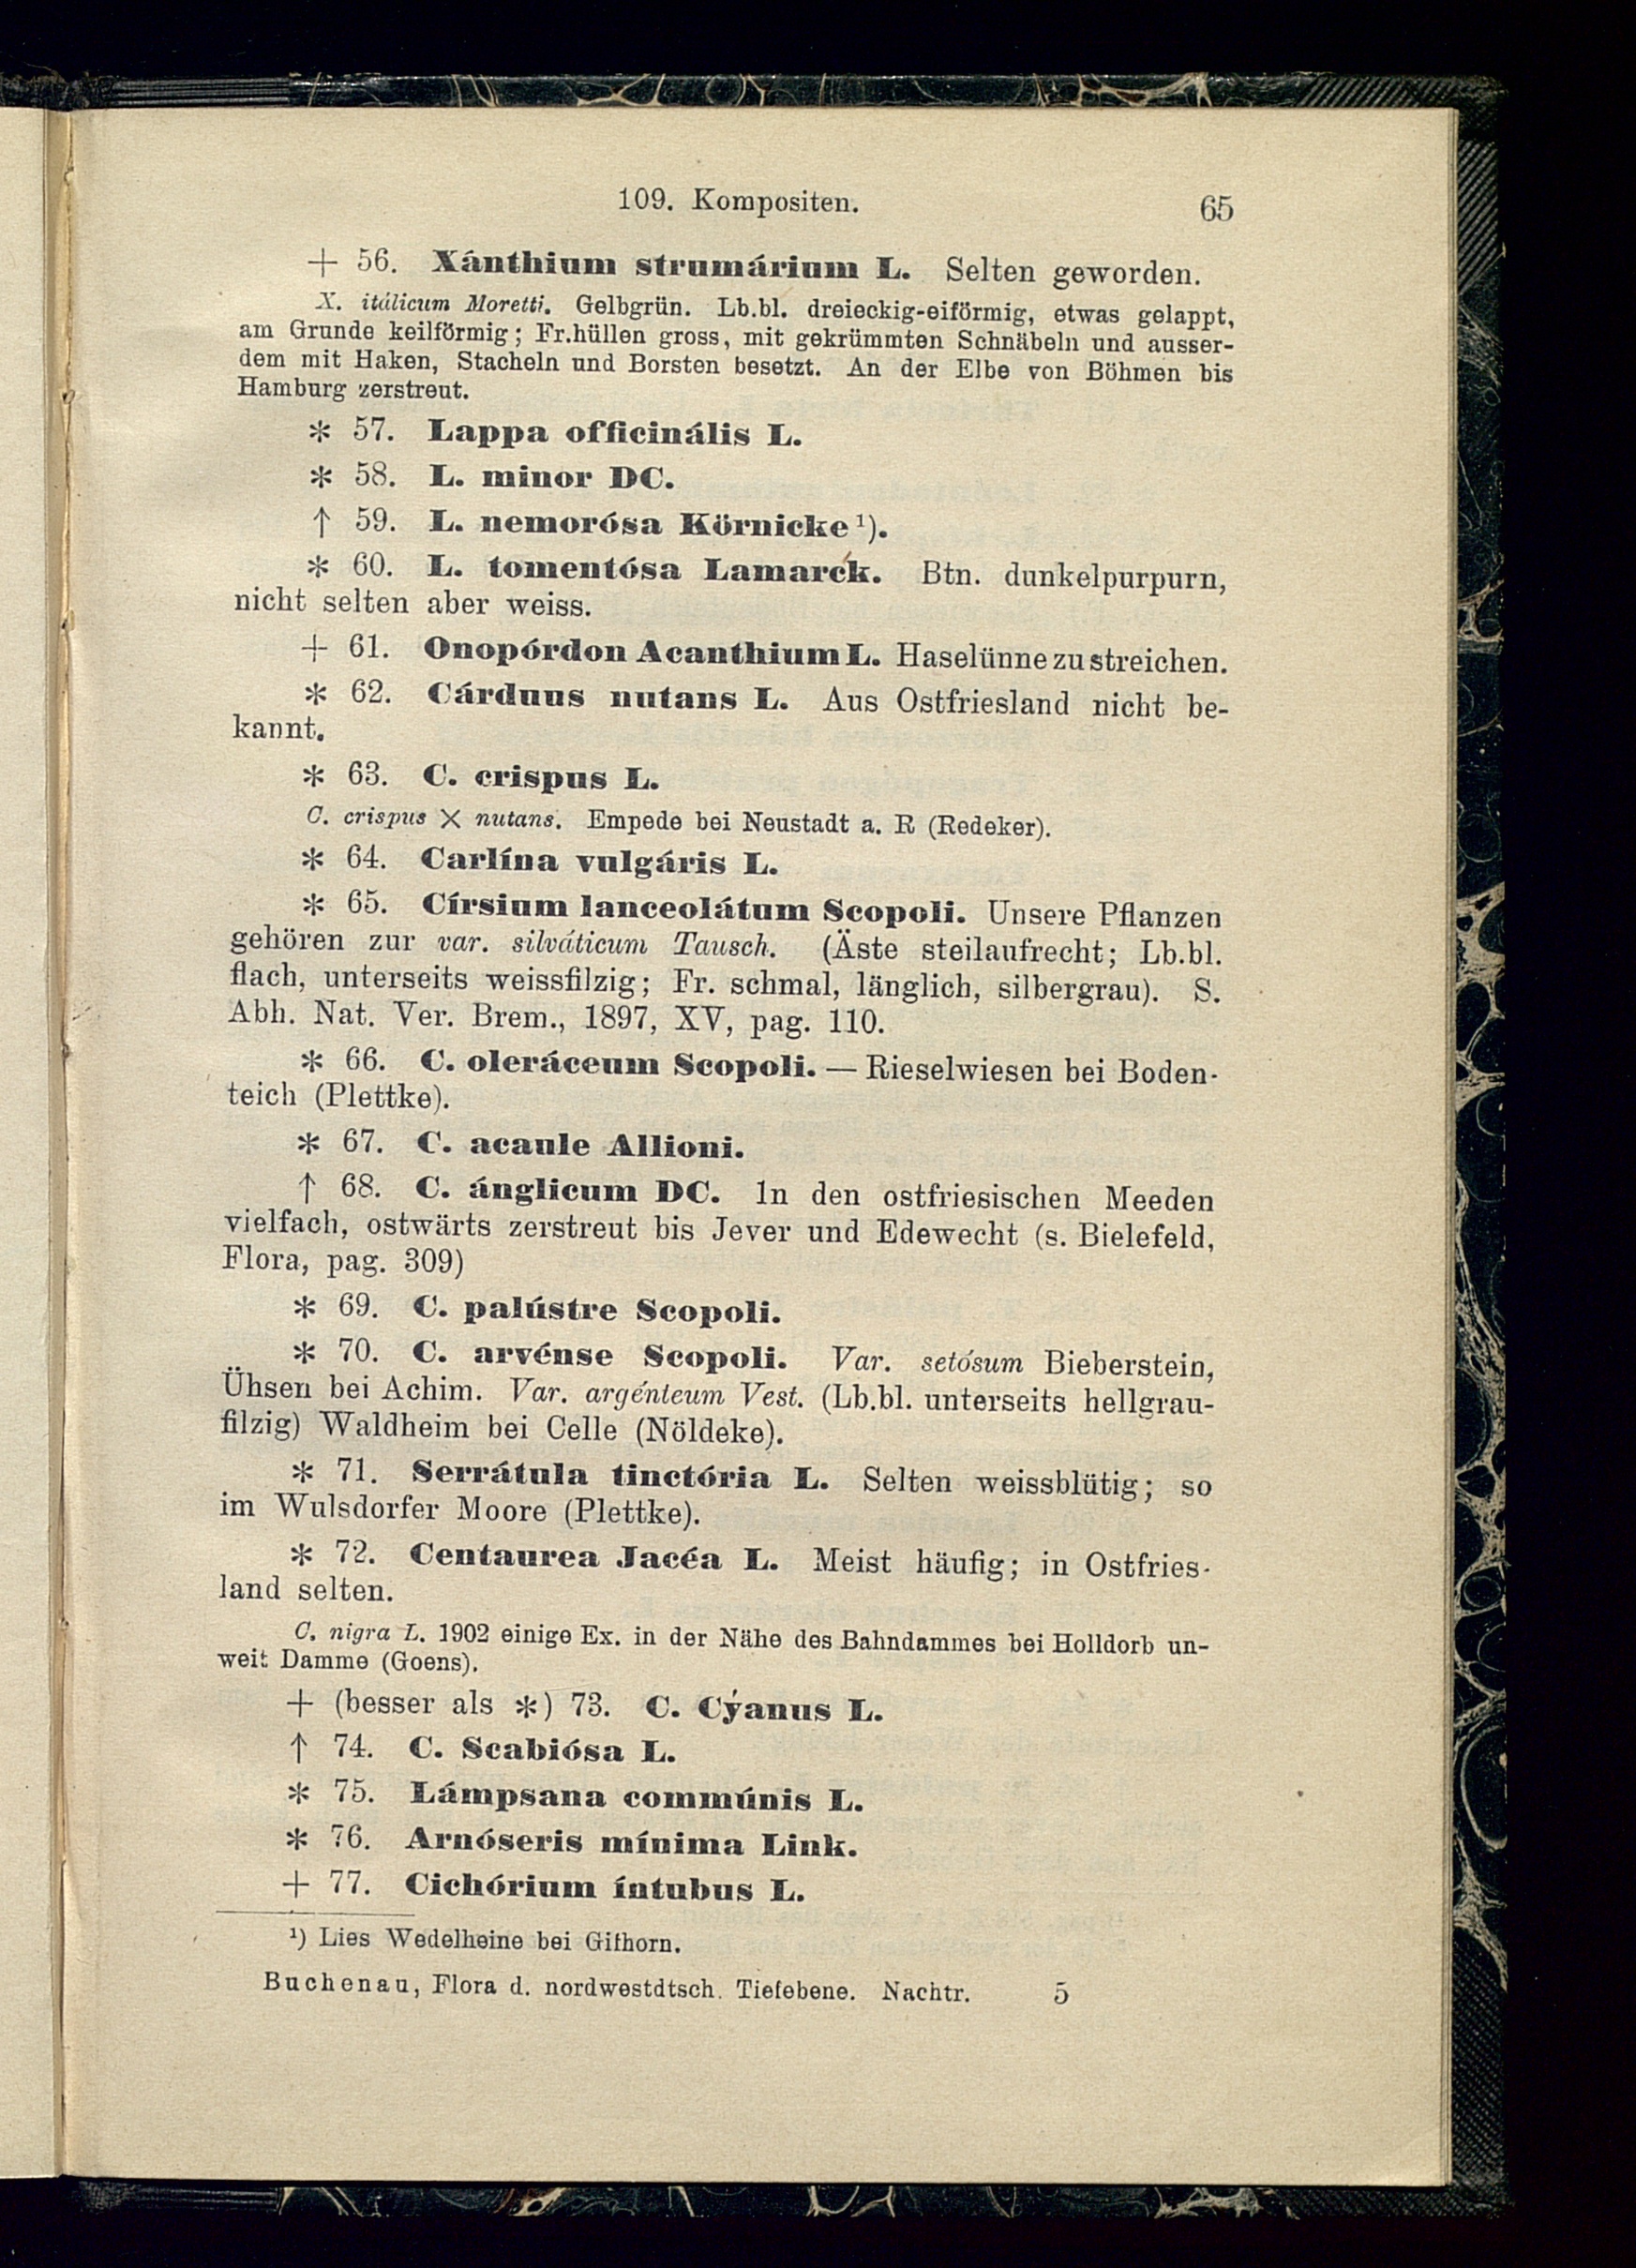 109. Kompositen. 65
+ 56. Xánthium strumárium L. Selten geworden.
X. itálicum Moretti. Gelbgrün. Lb.bl. dreieckig-eiförmig, etwas gelappt,
am Grunde keilförmig; Fr.hüllen gross, mit gekrümmten Schnäbeln und ausser-
dem mit Haken, Stacheln und Borsten besetzt. An der Elbe von Böhmen bis
Hamburg zerstreut.
* 57. Lappa officinális L.
* 58. L. minor DC.
↑ 59. L. nemorósa Körnicke ¹).
* 60. L. tomentósa Lamarck. Btn. dunkelpurpurn,
nicht selten aber weiss.
+ 61. Onopórdon Acanthium L. Haselünne zu streichen.
* 62. Cárduus nutans L. Aus Ostfriesland nicht be-
kannt.
* 63. C. crispus L.
C. crispus × nutans. Empede bei Neustadt a. R (Redeker).
* 64. Carlína vulgáris L.
* 65. Círsium lanceolátum Scopoli. Unsere Pflanzen
gehören zur var. silváticum Tausch. (Äste steilaufrecht; Lb.bl.
flach, unterseits weissfilzig; Fr. schmal, länglich, silbergrau). S.
Abh. Nat. Ver. Brem., 1897, XV, pag. 110.
* 66. C. oleráceum Scopoli. — Rieselwiesen bei Boden-
teich (Plettke).
* 67. C. acaule Allioni.
↑ 68. C. ánglicum DC. In den ostfriesischen Meeden
vielfach, ostwärts zerstreut bis Jever und Edewecht (s. Bielefeld,
Flora, pag. 309)
* 69. C. palústre Scopoli.
* 70. C. arvénse Scopoli. Var. setósum Bieberstein,
Ühsen bei Achim. Var. argénteum Vest. (Lb.bl. unterseits hellgrau-
filzig) Waldheim bei Celle (Nöldeke).
* 71. Serrátula tinctória L. Selten weissblütig; so
im Wulsdorfer Moore (Plettke).
* 72. Centaurea Jacéa L. Meist häufig; in Ostfries-
land selten.
C. nigra L. 1902 einige Ex. in der Nähe des Bahndammes bei Holldorb un-
weit Damme (Goens).
+ (besser als *) 73. C. Cýanus L.
↑ 74. C. Scabiósa L.
* 75. Lámpsana commúnis L.
* 76. Arnóseris mínima Link.
+ 77. Cichórium íntubus L.
¹) Lies Wedelheine bei Gifhorn.
Buchenau, Flora d. nordwestdtsch. Tiefebene. Nachtr. 5